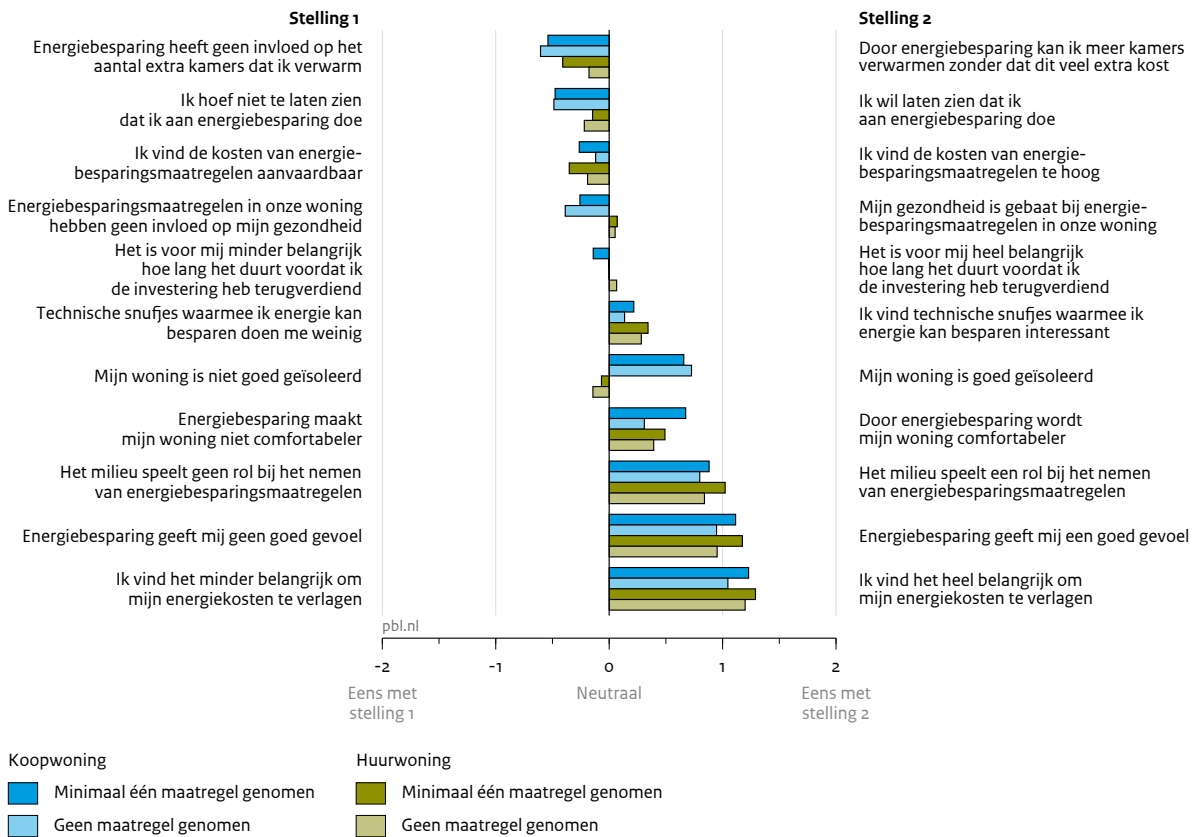 Stelling 1
Stelling 2
Energiebesparing heeft geen invloed op het
aantal extra kamers dat ik verwarm
Door energiebesparing kan ik meer kamers
verwarmen zonder dat dit veel extra kost
Ik hoef niet te laten zien
dat ik aan energiebesparing doe
Ik wil laten zien dat ik
aan energiebesparing doe
Ik vind de kosten van energie-
besparingsmaatregelen aanvaardbaar
Ik vind de kosten van energie-
besparingsmaatregelen te hoog
Energiebesparingsmaatregelen in onze woning
hebben geen invloed op mijn gezondheid
Mijn gezondheid is gebaat bij energie-
besparingsmaatregelen in onze woning
Het is voor mij minder belangrijk
hoe lang het duurt voordat ik
de investering heb terugverdiend
Het is voor mij heel belangrijk
hoe lang het duurt voordat ik
de investering heb terugverdiend
Technische snufjes waarmee ik energie kan
besparen doen me weinig
Ik vind technische snufjes waarmee ik
energie kan besparen interessant
Mijn woning is niet goed geïsoleerd
Mijn woning is goed geïsoleerd
Energiebesparing maakt
mijn woning niet comfortabeler
Door energiebesparing wordt
mijn woning comfortabeler
Het milieu speelt geen rol bij het nemen
van energiebesparingsmaatregelen
Het milieu speelt een rol bij het nemen
van energiebesparingsmaatregelen
Energiebesparing geeft mij geen goed gevoel
Energiebesparing geeft mij een goed gevoel
Ik vind het minder belangrijk om
mijn energiekosten te verlagen
Ik vind het heel belangrijk om
mijn energiekosten te verlagen
pbl.nl
-2 -1 0 1 2
Eens met
stelling 1
Neutraal
Eens met
stelling 2
Koopwoning
Minimaal één maatregel genomen
Geen maatregel genomen
Huurwoning
Minimaal één maatregel genomen
Geen maatregel genomen